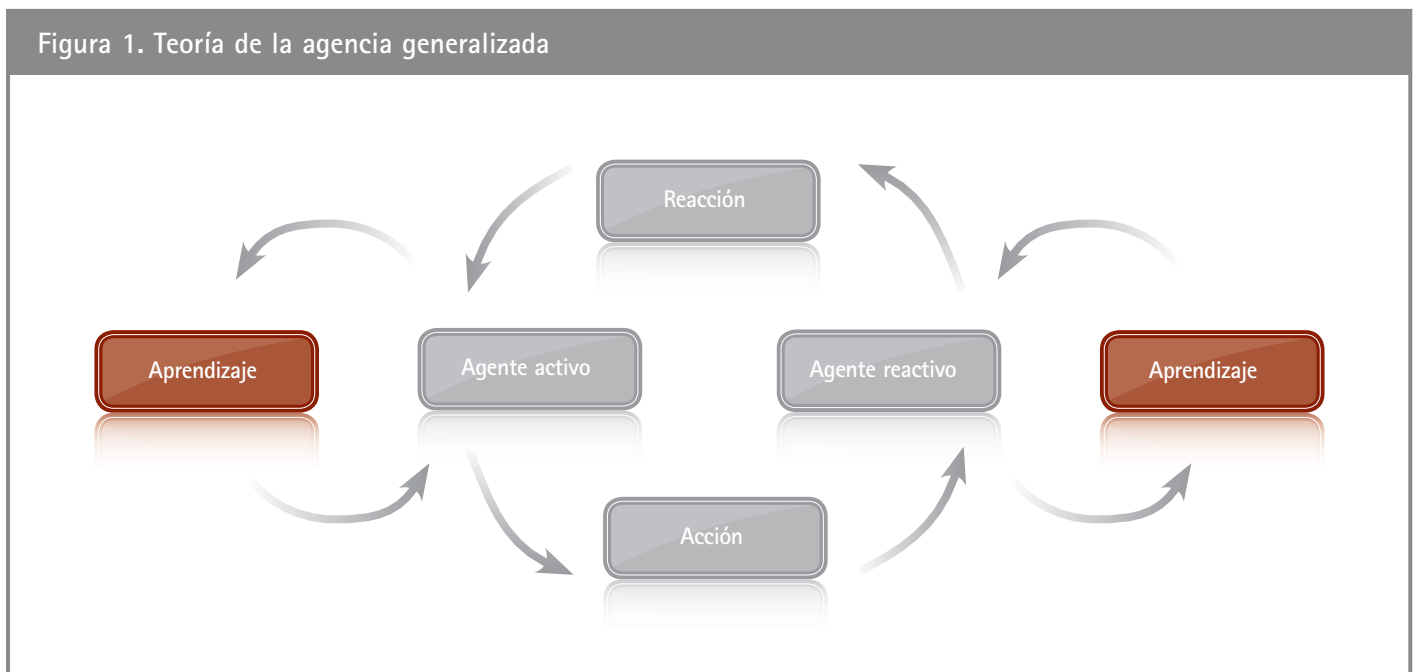 Figura 1. Teoría de la agencia generalizada
Reacción
Aprendizaje
Agente activo
Agente reactivo
Aprendizaje
Acción